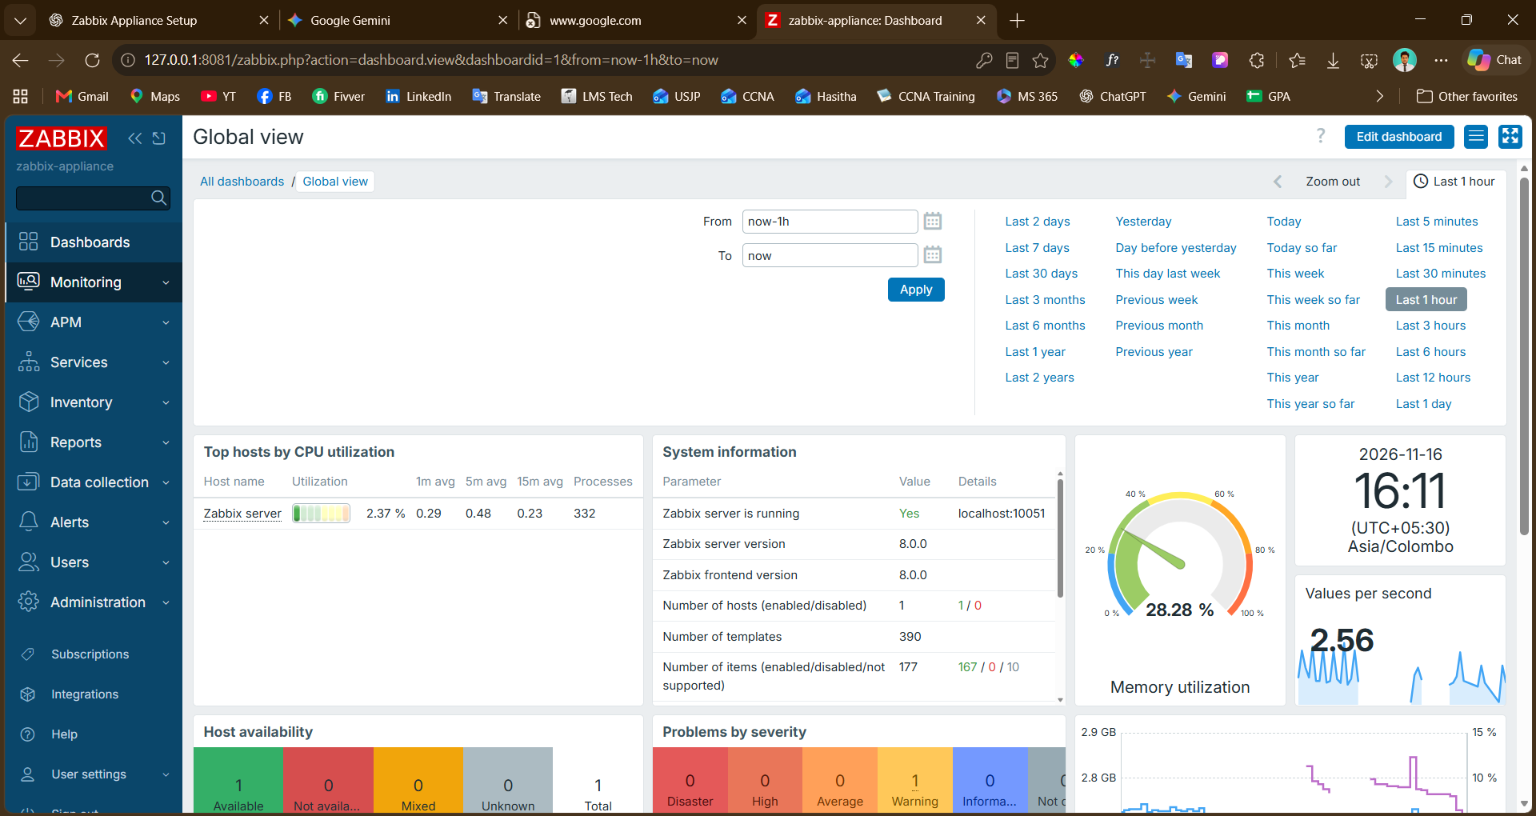 Zabbix Appliance Setup
Google Gemini
www.google.com
Z zabbix-appliance: Dashboard
127.0.0.1:8081/zabbix.php?action=dashboard.view&dashboardid=1&from=now-1h&to=now
f?
Chat
Gmail
Maps
YT
FB
Fivver
in LinkedIn
Translate
LMS Tech
USJP
CCNA
Hasitha
CCNA Training
MS 365
ChatGPT
Gemini
GPA
Other favorites
ZABBIX
zabbix-appliance
Dashboards
Monitoring
APM
Services
Inventory
Reports
Data collection
Alerts
Users
Administration
Subscriptions
Integrations
Help
User settings
Global view
? Edit dashboard
All dashboards / Global view
Zoom out
Last 1 hour
From now-1h
To now
Apply
Last 2 days Yesterday Today Last 5 minutes
Last 7 days Day before yesterday Today so far Last 15 minutes
Last 30 days This day last week This week Last 30 minutes
Last 3 months Previous week This week so far Last 1 hour
Last 6 months Previous month This month Last 3 hours
Last 1 year Previous year This month so far Last 6 hours
Last 2 years This year Last 12 hours
This year so far Last 1 day
Top hosts by CPU utilization
Host name Utilization 1m avg 5m avg 15m avg Processes
Zabbix server 2.37 % 0.29 0.48 0.23 332
System information
Parameter Value Details
Zabbix server is running Yes localhost:10051
Zabbix server version 8.0.0
Zabbix frontend version 8.0.0
Number of hosts (enabled/disabled) 1 1 / 0
Number of templates 390
Number of items (enabled/disabled/not supported) 177 167 / 0 / 10
0 % 20 % 40 % 60 % 80 % 100 %
28.28 %
Memory utilization
2026-11-16
16:11
(UTC+05:30)
Asia/Colombo
Values per second
2.56
Host availability
1 0 0 0 1
Available Not availa... Mixed Unknown Total
Problems by severity
0 0 0 1 0
Disaster High Average Warning Informa...
2.9 GB 15 %
2.8 GB 10 %